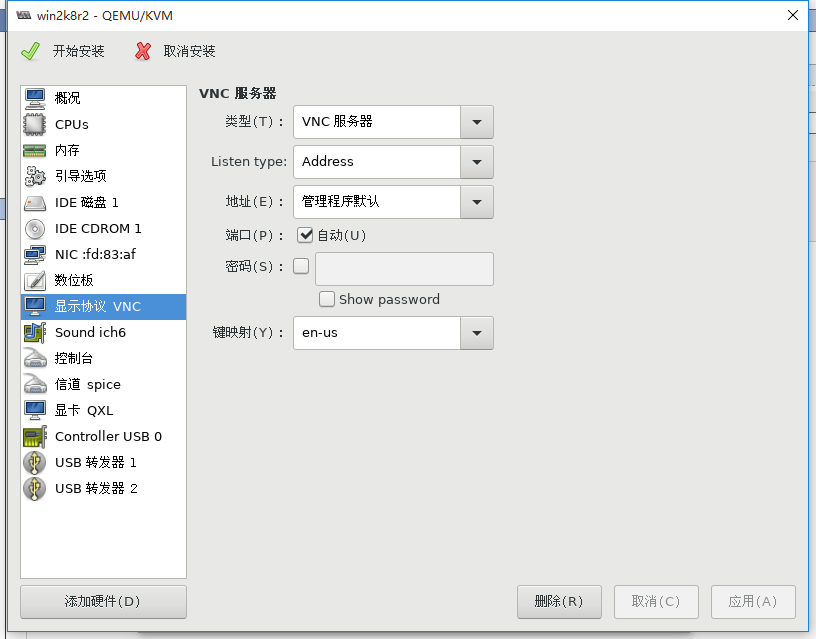 win2k8r2 - QEMU/KVM
开始安装 取消安装
概况
CPUs
内存
引导选项
IDE 磁盘 1
IDE CDROM 1
NIC :fd:83:af
数位板
显示协议 VNC
Sound ich6
控制台
信道 spice
显卡 QXL
Controller USB 0
USB 转发器 1
USB 转发器 2
添加硬件(D)
VNC 服务器
类型(T) : VNC 服务器
Listen type: Address
地址(E) : 管理程序默认
端口(P) : 自动(U)
密码(S) :
Show password
键映射(Y) : en-us
删除(R) 取消(C) 应用(A)